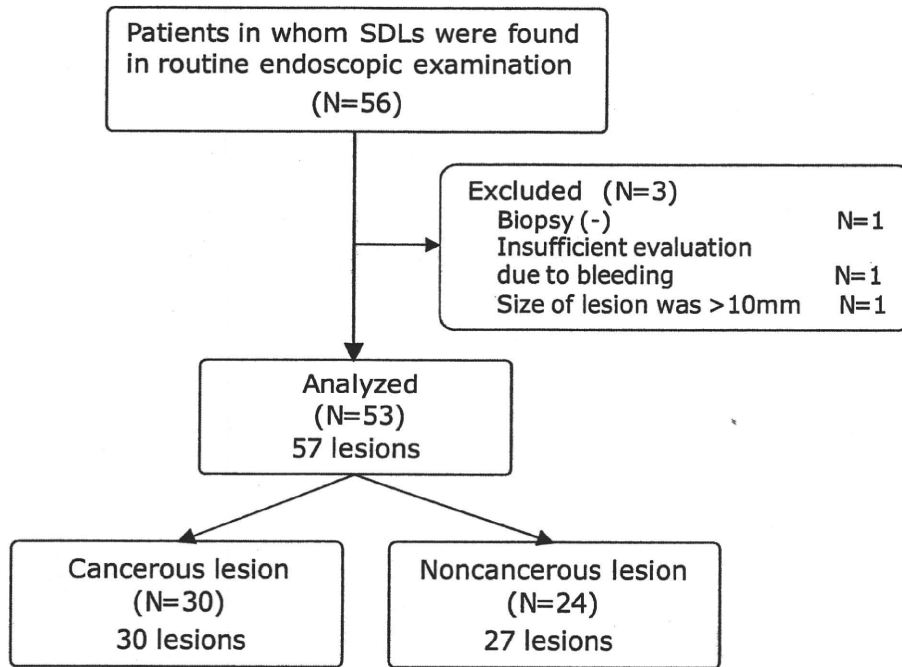 Patients in whom SDLs were found
in routine endoscopic examination
(N=56)
Excluded (N=3)
Biopsy (-) N=1
Insufficient evaluation
due to bleeding N=1
Size of lesion was >10mm N=1
Analyzed
(N=53)
57 lesions
Cancerous lesion
(N=30)
30 lesions
Noncancerous lesion
(N=24)
27 lesions